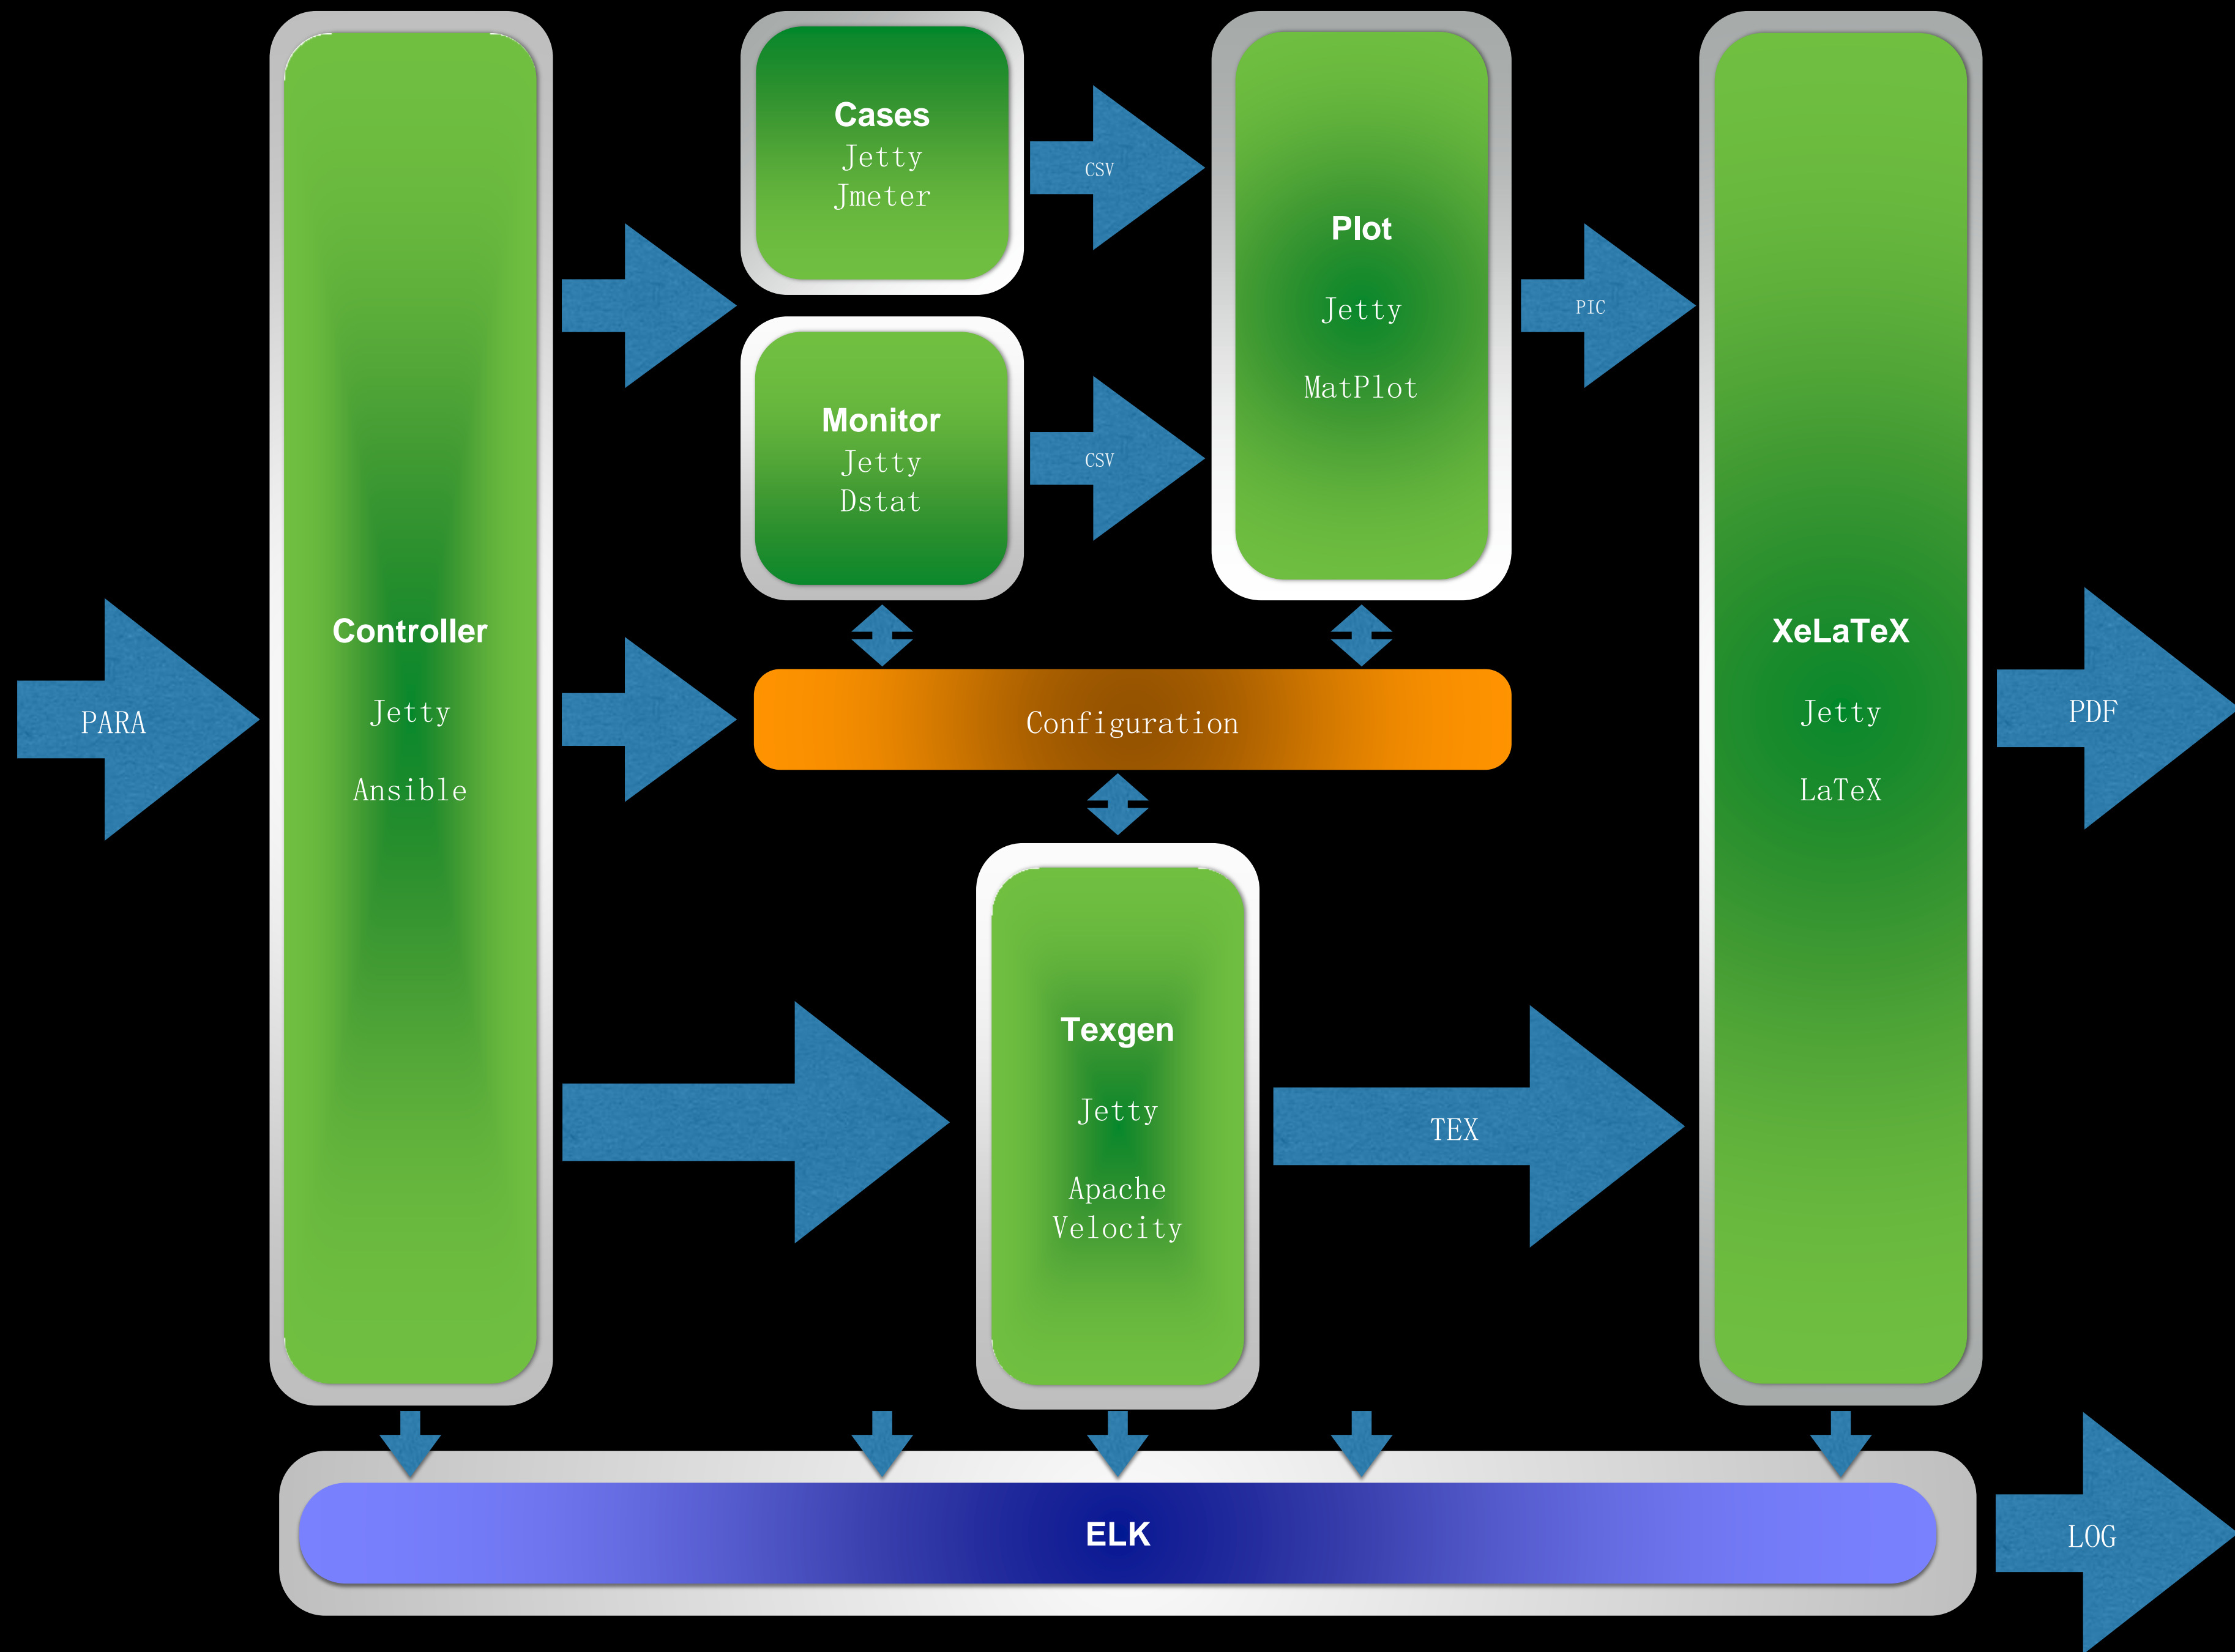 PARA
Controller
Jetty
Ansible
Cases
Jetty
Jmeter
CSV
Monitor
Jetty
Dstat
CSV
Plot
Jetty
MatPlot
PIC
Configuration
Texgen
Jetty
Apache
Velocity
TEX
XeLaTeX
Jetty
LaTeX
PDF
ELK
LOG